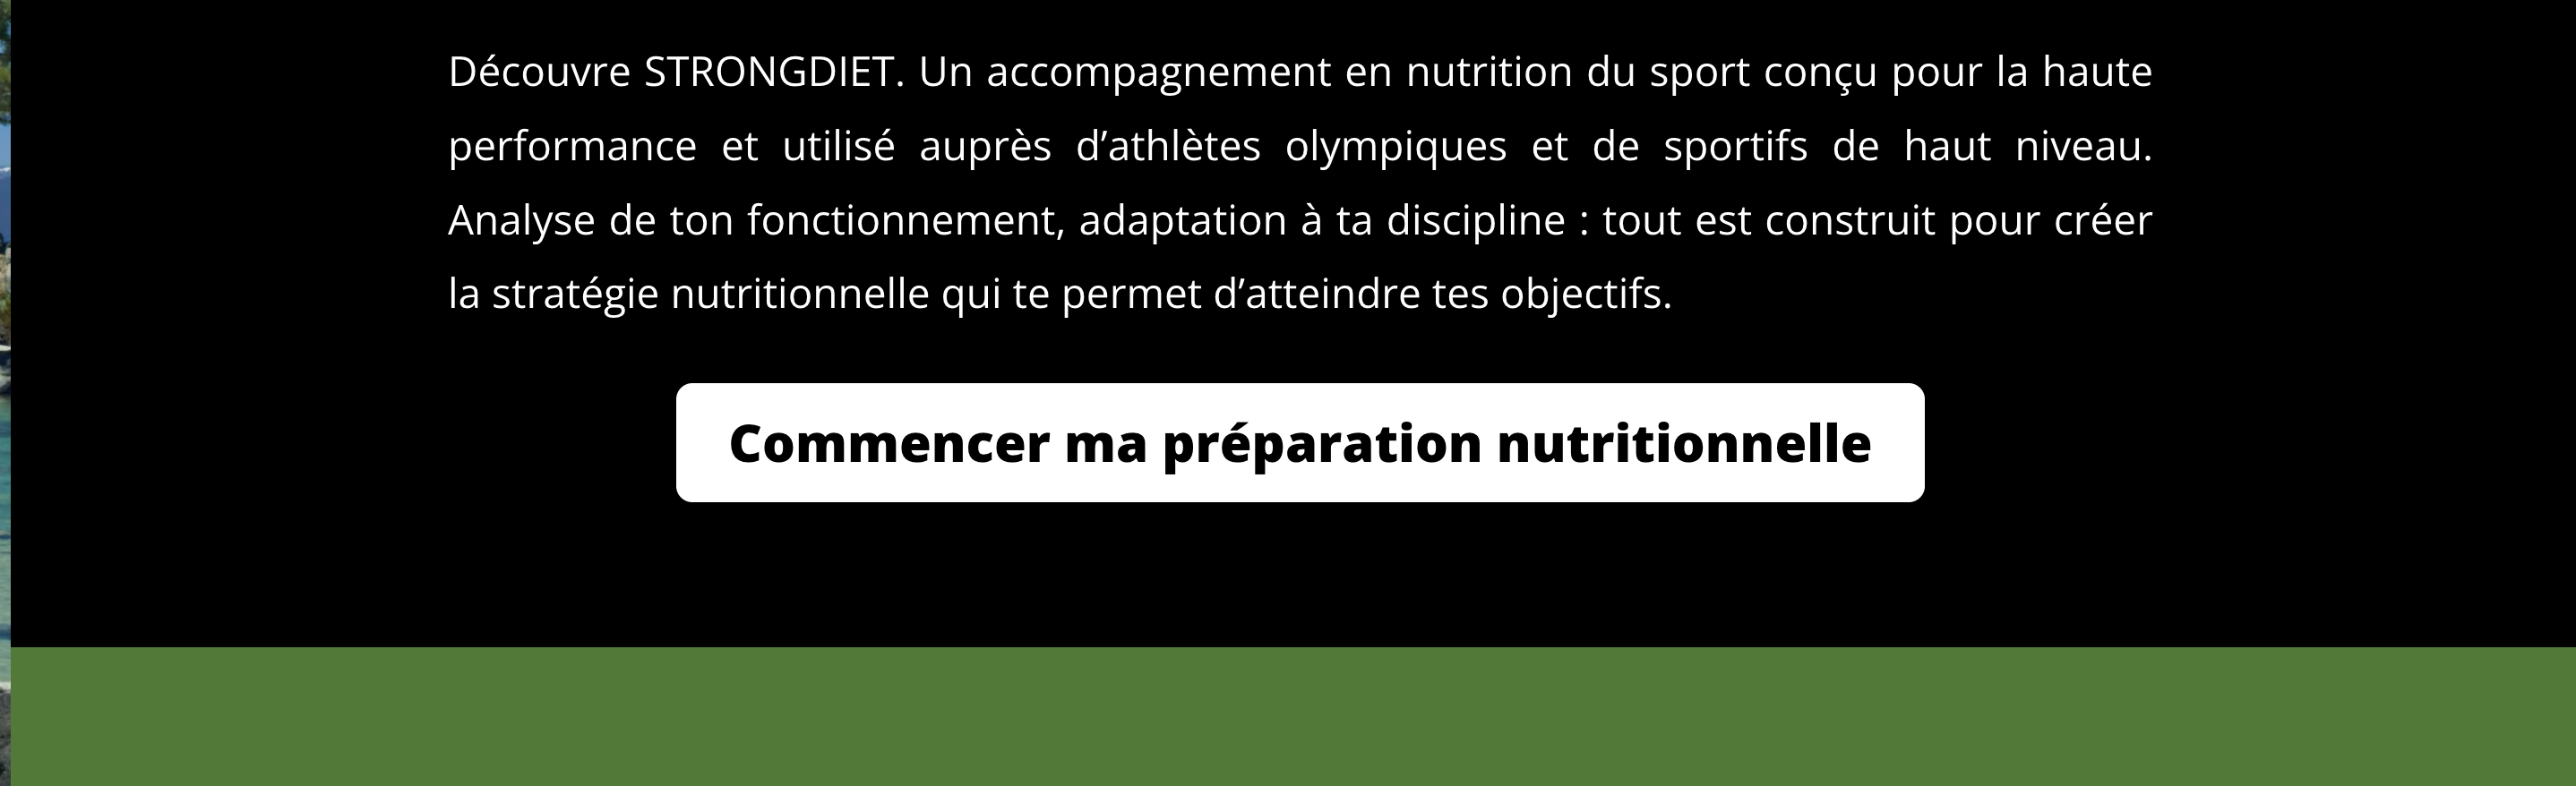 Découvre STRONGDIET. Un accompagnement en nutrition du sport conçu pour la haute
performance et utilisé auprès d’athlètes olympiques et de sportifs de haut niveau.
Analyse de ton fonctionnement, adaptation à ta discipline : tout est construit pour créer
la stratégie nutritionnelle qui te permet d’atteindre tes objectifs.
Commencer ma préparation nutritionnelle